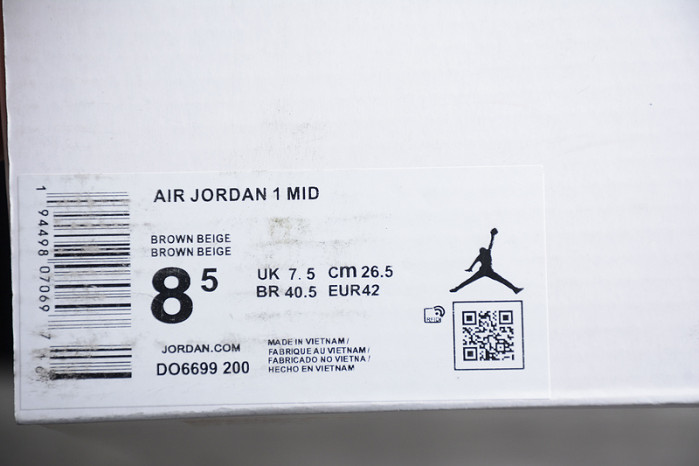 AIR JORDAN 1 MID
BROWN BEIGE
BROWN BEIGE
8 5
UK 7.5 cm 26.5
BR 40.5 EUR42
JORDAN.COM
DO6699 200
MADE IN VIETNAM /
FABRIQUE AU VIETNAM /
FABRICADO NO VIETNA /
HECHO EN VIETNAM
1 94498 07069 7